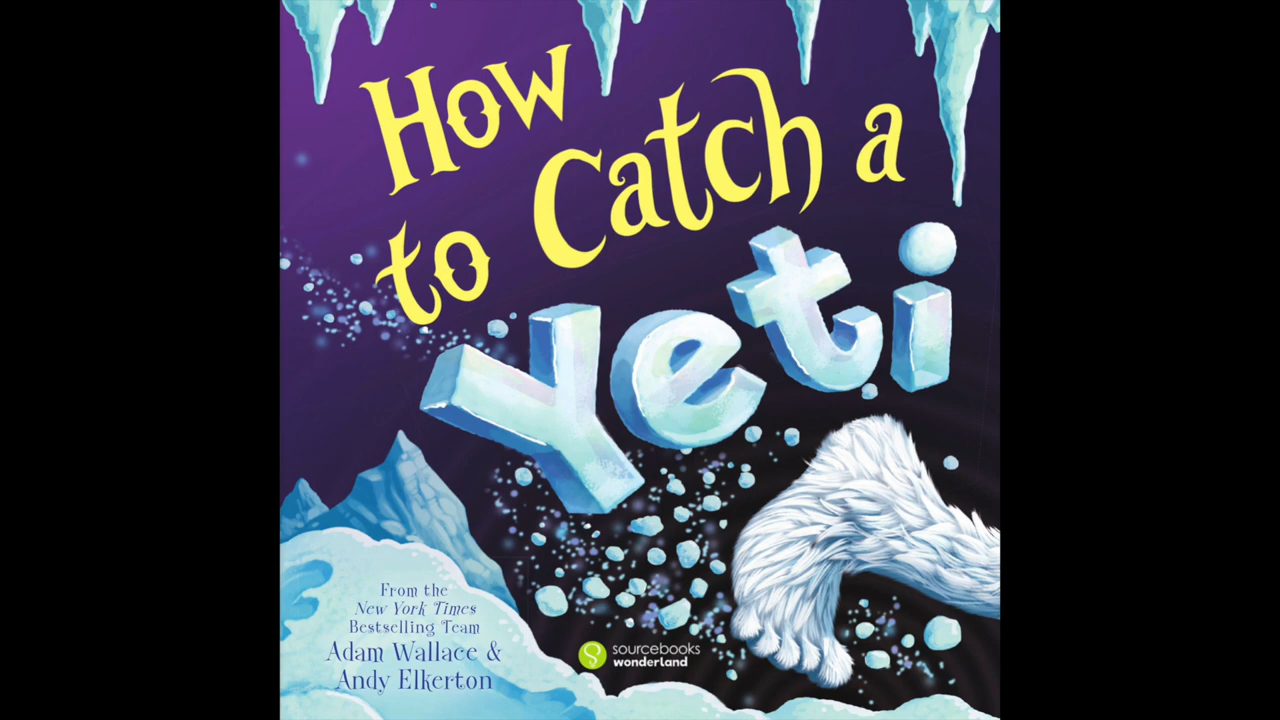 How
to Catch a
Yeti
From the
New York Times
Bestselling Team
Adam Wallace &
Andy Elkerton
sourcebooks
wonderland